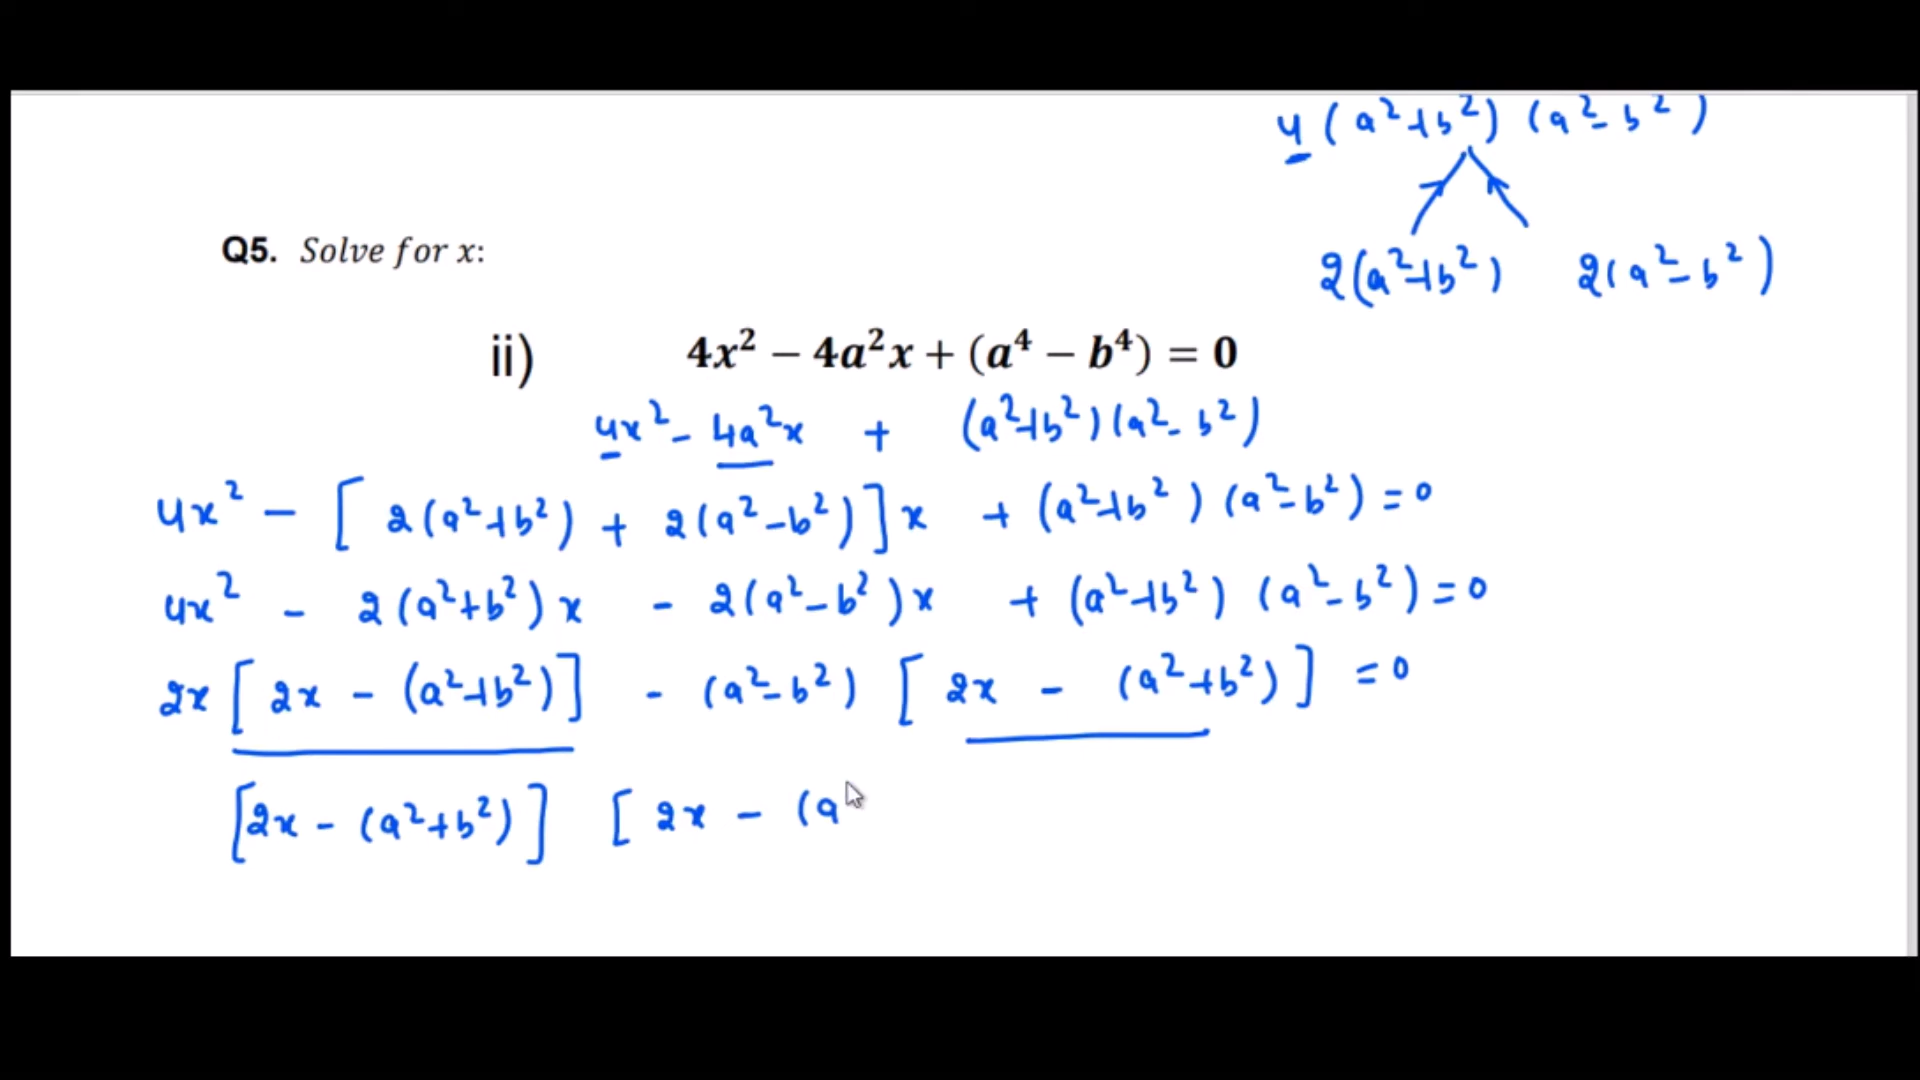 4(a²+b²)(a²-b²)
2(a²+b²) 2(a²-b²)
Q5. Solve for x:
ii) 4x² − 4a²x + (a⁴ − b⁴) = 0
4x² - 4a²x + (a²+b²)(a²-b²)
4x² - [2(a²+b²) + 2(a²-b²)]x + (a²+b²)(a²-b²) = 0
4x² - 2(a²+b²)x - 2(a²-b²)x + (a²+b²)(a²-b²) = 0
2x[2x - (a²+b²)] - (a²-b²)[2x - (a²+b²)] = 0
[2x - (a²+b²)] [2x - (a